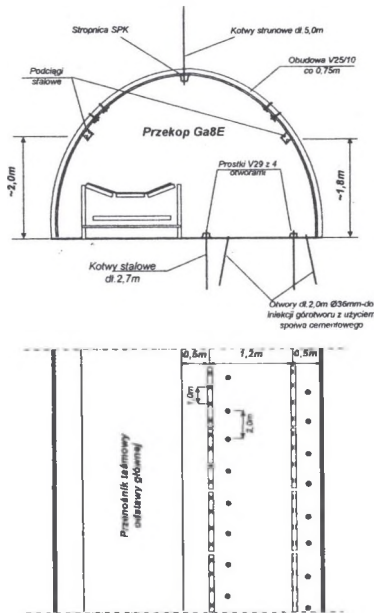 Stropnica SPK
Kotwy strunowe dł.5,0m
Obudowa V25/10
co 0,75m
Podciągi
stalowe
Przekop Ga8E
~2,0m
Prostki V29 z 4
otworami
~1,8m
Kotwy stalowe
dł.2,7m
Otwory dł.2,0m Ø36mm-do
iniekcji górotworu z użyciem
spoiwa cementowego
1,2m
0,5m
1,0m
2,0m
Przenośnik taśmowy
odstawy głównej